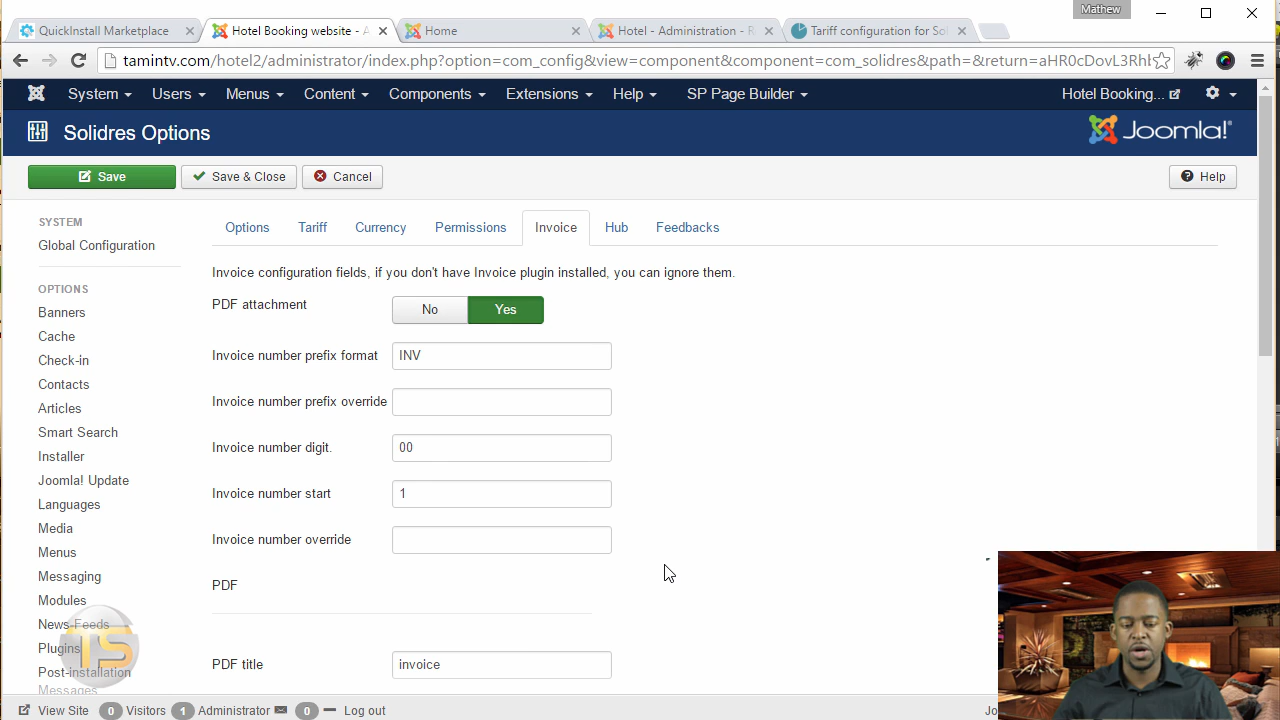 Mathew
QuickInstall Marketplace
Hotel Booking website - A
Home
Hotel - Administration - R
Tariff configuration for Sol
tamintv.com/hotel2/administrator/index.php?option=com_config&view=component&component=com_solidres&path=&return=aHR0cDovL3Rhb
System Users Menus Content Components Extensions Help SP Page Builder Hotel Booking...
Solidres Options
Joomla!
Save Save & Close Cancel Help
SYSTEM
Global Configuration
OPTIONS
Banners
Cache
Check-in
Contacts
Articles
Smart Search
Installer
Joomla! Update
Languages
Media
Menus
Messaging
Modules
News Feeds
Plugins
Post-installation
Messages
TS
Options Tariff Currency Permissions Invoice Hub Feedbacks
Invoice configuration fields, if you don't have Invoice plugin installed, you can ignore them.
PDF attachment No Yes
Invoice number prefix format INV
Invoice number prefix override
Invoice number digit. 00
Invoice number start 1
Invoice number override
PDF
PDF title invoice
View Site 0 Visitors 1 Administrator 0 Log out
Jo